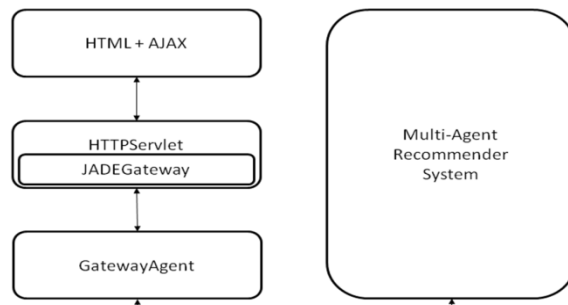 HTML + AJAX
HTTPServlet
JADEGateway
GatewayAgent
Multi-Agent
Recommender
System